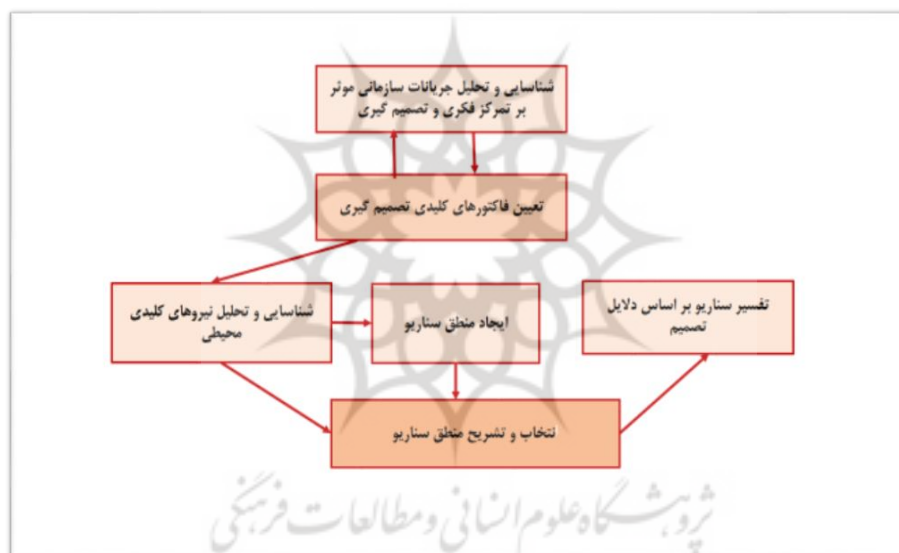 شناسایی و تحلیل جریانات سازمانی موثر
بر تمرکز فکری و تصمیم گیری
تعیین فاکتورهای کلیدی تصمیم گیری
شناسایی و تحلیل نیروهای کلیدی
محیطی
ایجاد منطق سناریو
تفسیر سناریو بر اساس دلایل
تصمیم
انتخاب و تشریح منطق سناریو
پژوهشگاه علوم انسانی و مطالعات فرهنگی